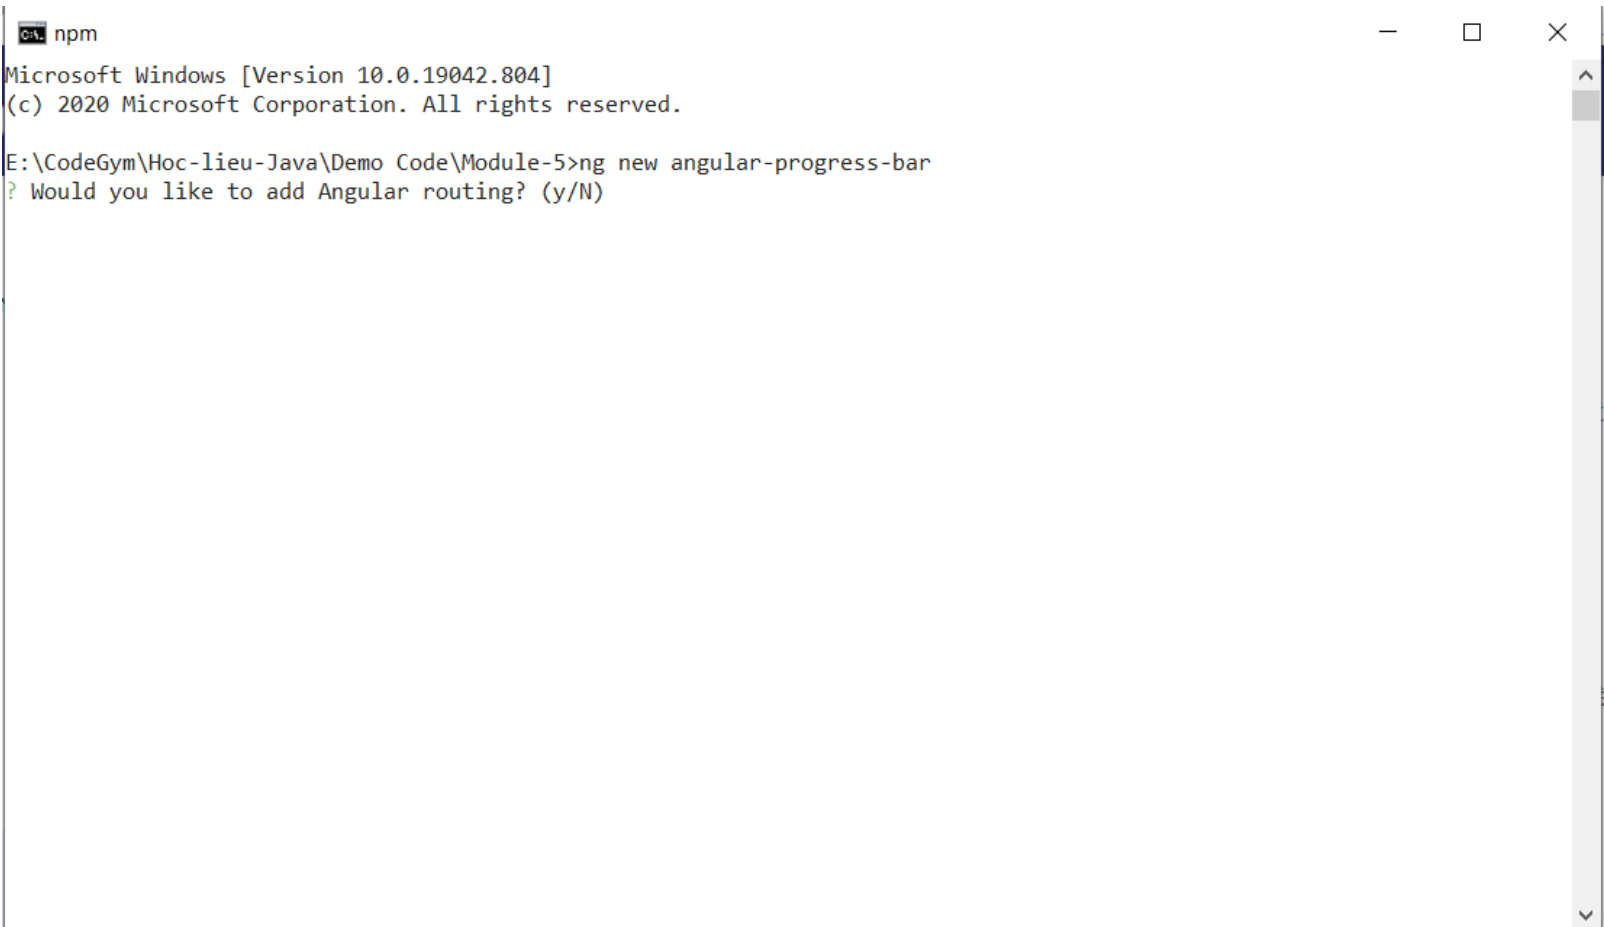 npm
Microsoft Windows [Version 10.0.19042.804]
(c) 2020 Microsoft Corporation. All rights reserved.
E:\CodeGym\Hoc-lieu-Java\Demo Code\Module-5>ng new angular-progress-bar
? Would you like to add Angular routing? (y/N)